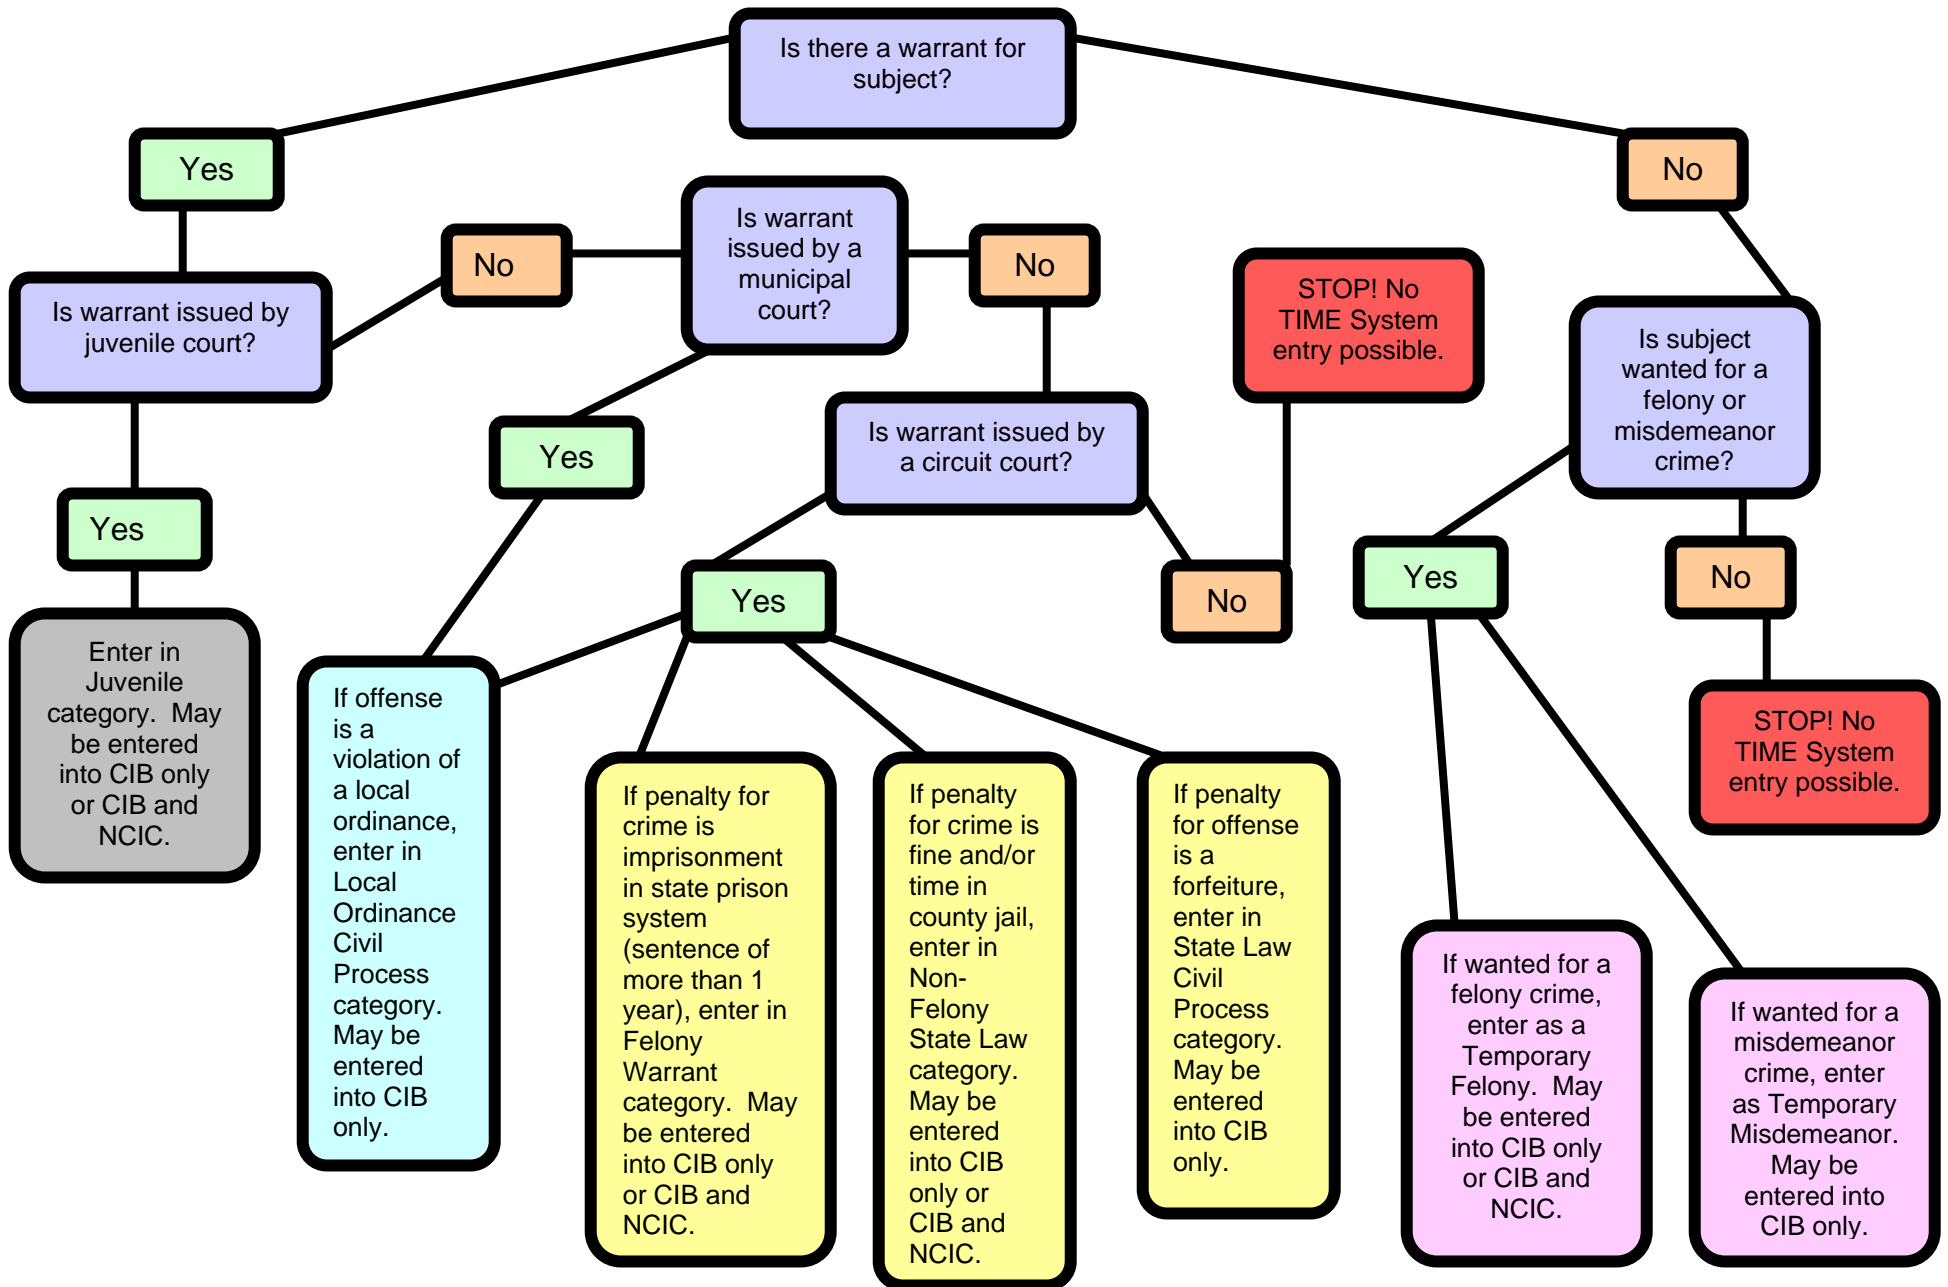 Is there a warrant for
subject?
Yes
No
Is warrant
issued by a
municipal
court?
No
No
Is warrant issued by
juvenile court?
STOP! No
TIME System
entry possible.
Is subject
wanted for a
felony or
misdemeanor
crime?
Yes
Is warrant issued by
a circuit court?
Yes
Yes
No
Yes
No
Enter in
Juvenile
category.  May
be entered
into CIB only
or CIB and
NCIC.
If offense
is a
violation of
a local
ordinance,
enter in
Local
Ordinance
Civil
Process
category.
May be
entered
into CIB
only.
If penalty for
crime is
imprisonment
in state prison
system
(sentence of
more than 1
year), enter in
Felony
Warrant
category.  May
be entered
into CIB only
or CIB and
NCIC.
If penalty
for crime is
fine and/or
time in
county jail,
enter in
Non-
Felony
State Law
category.
May be
entered
into CIB
only or
CIB and
NCIC.
If penalty
for offense
is a
forfeiture,
enter in
State Law
Civil
Process
category.
May be
entered
into CIB
only.
STOP! No
TIME System
entry possible.
If wanted for a
felony crime,
enter as a
Temporary
Felony.  May
be entered
into CIB only
or CIB and
NCIC.
If wanted for a
misdemeanor
crime, enter
as Temporary
Misdemeanor.
May be
entered into
CIB only.